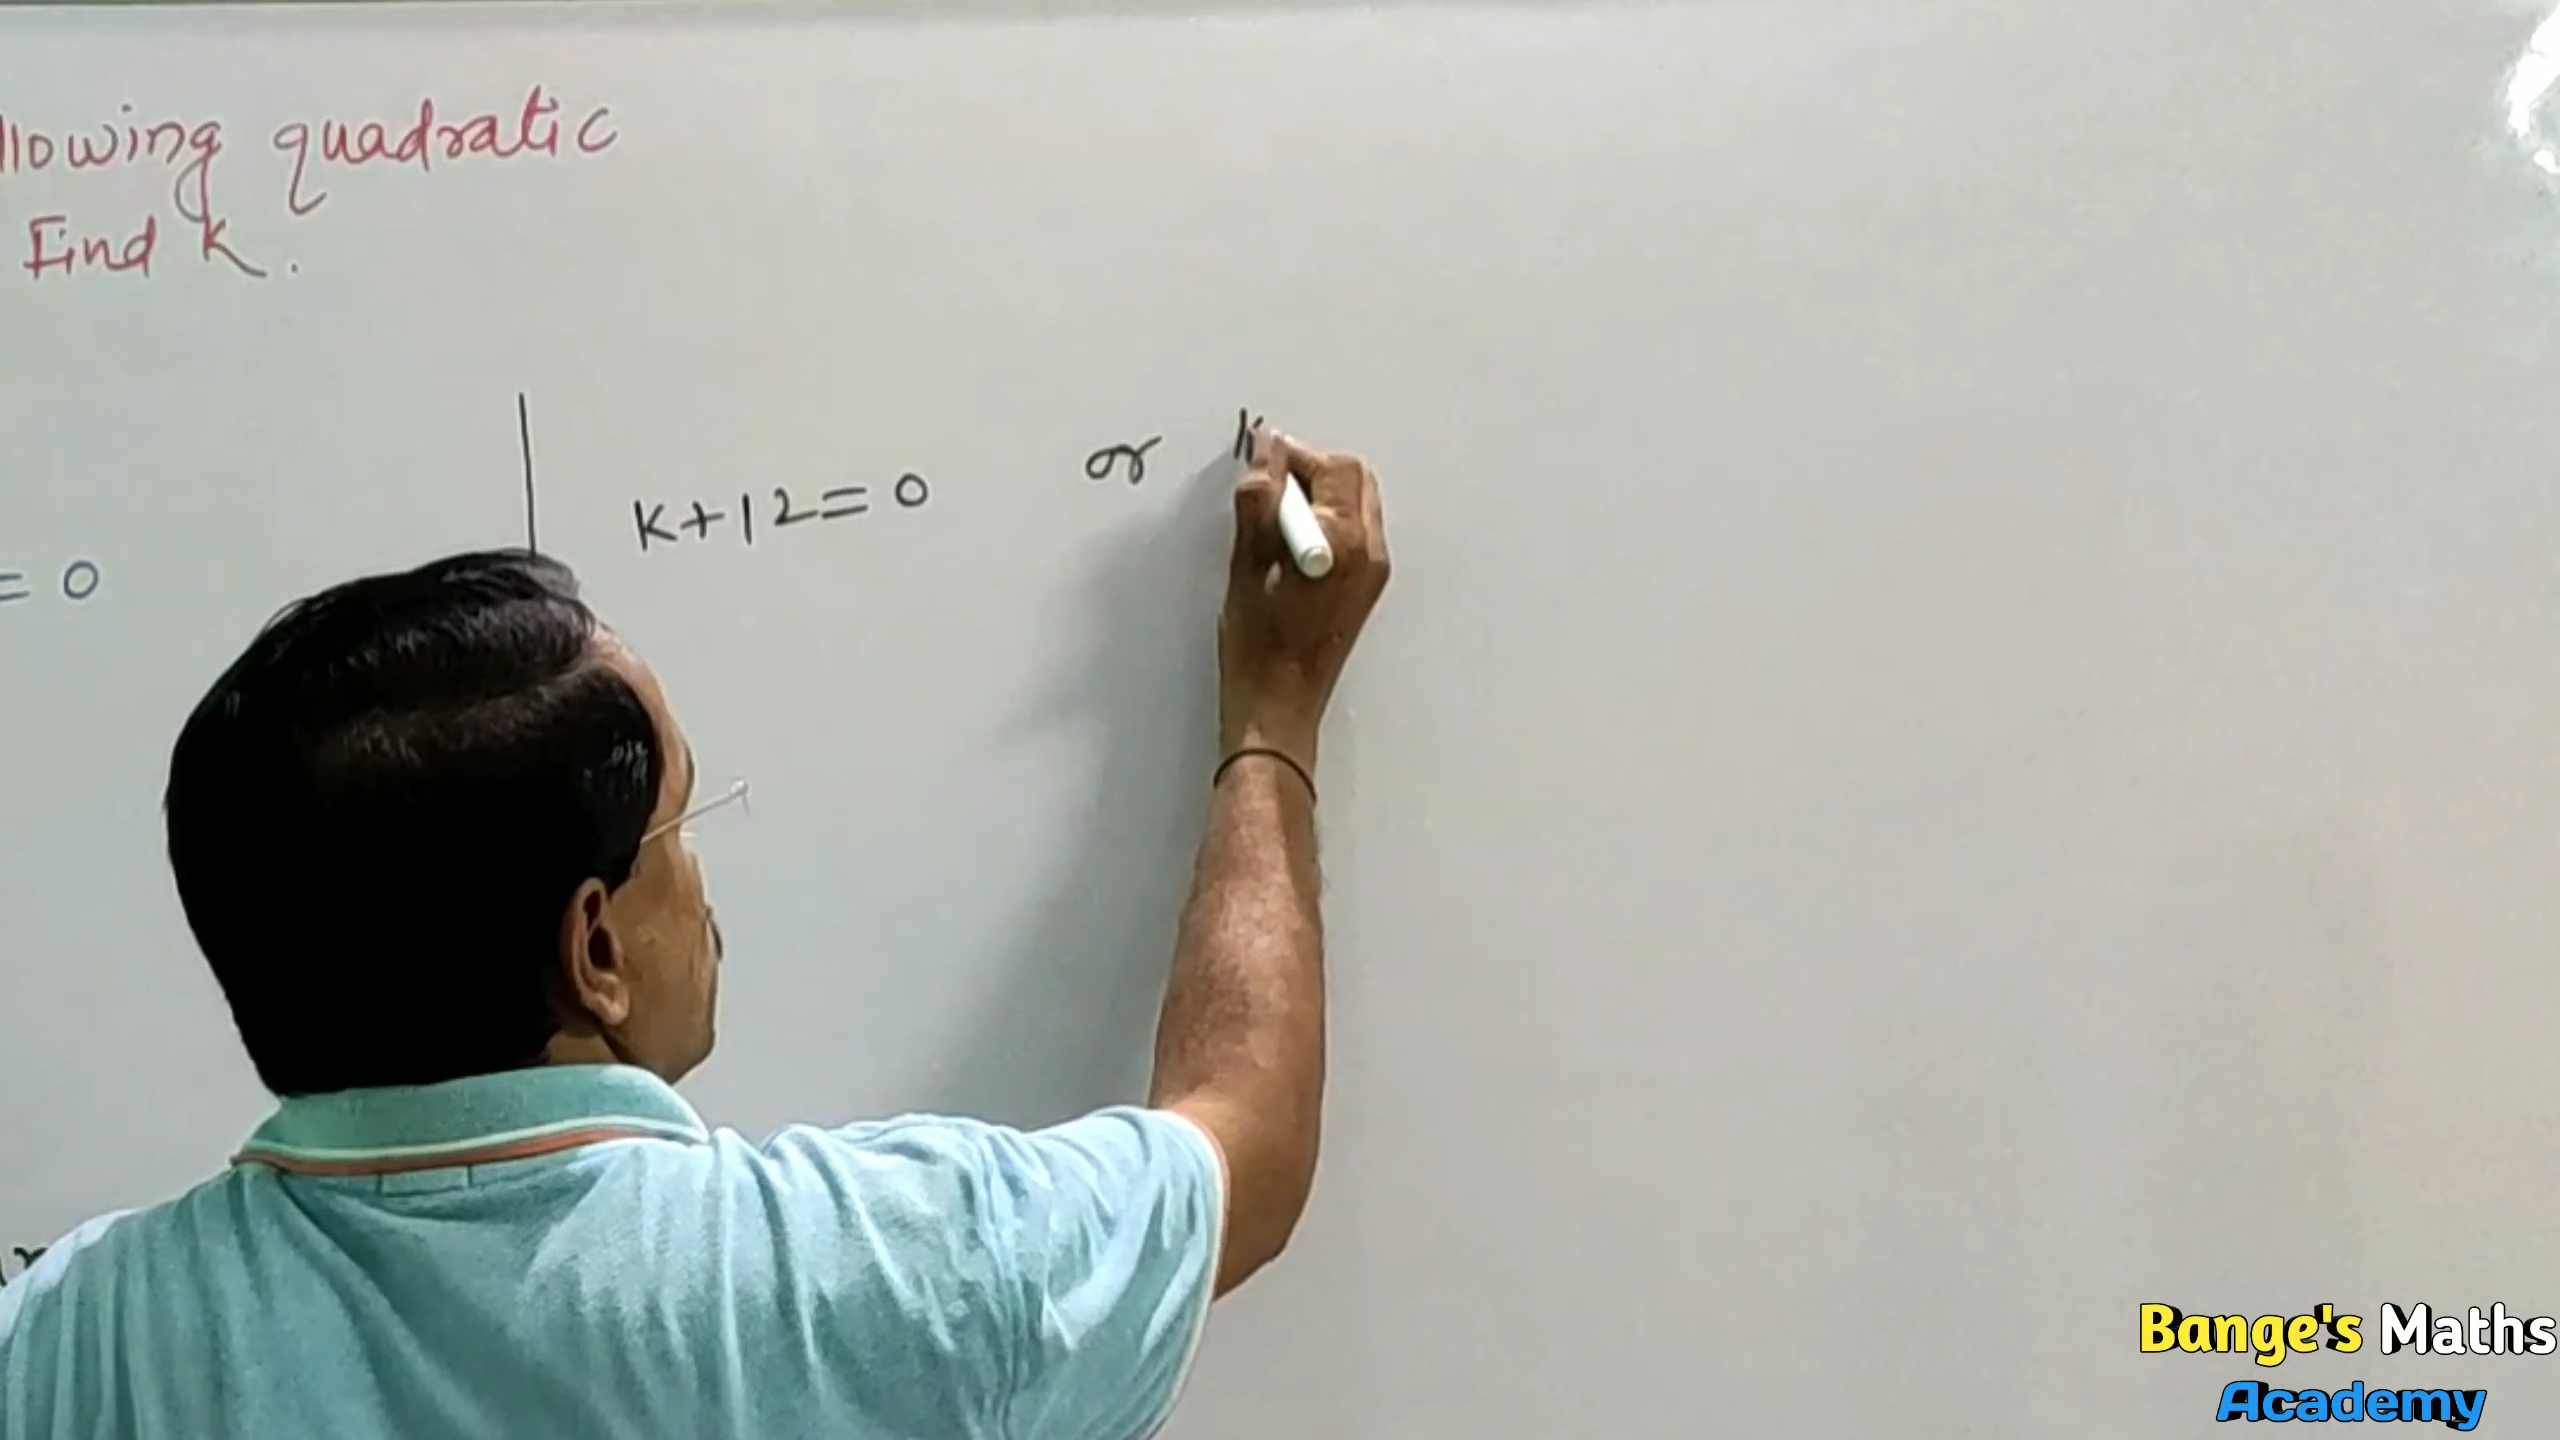 llowing quadratic
Find k.
k+12=0 or k
= 0
Bange's Maths
Academy